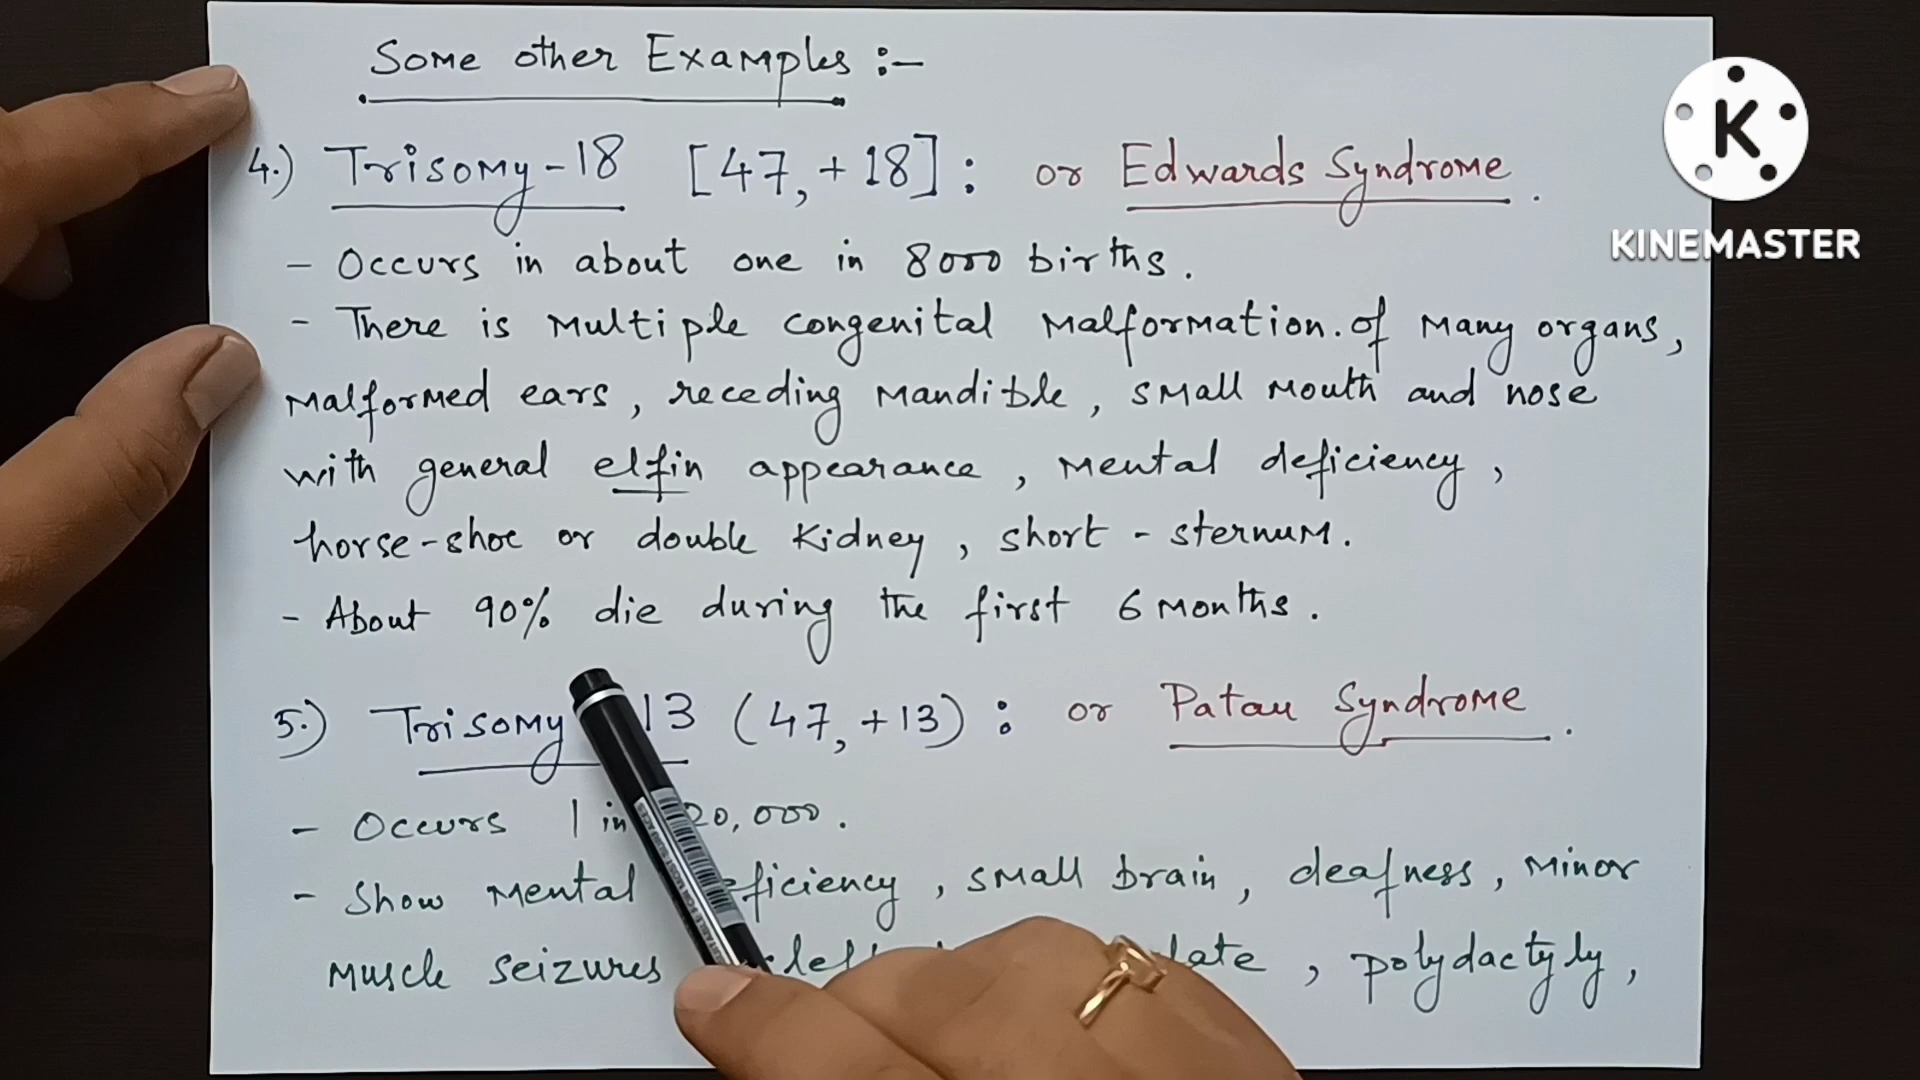 Some other Examples :-
4.) Trisomy-18 [47, +18] : or Edwards Syndrome.
- Occurs in about one in 8000 births.
- There is multiple congenital malformation. of many organs,
malformed ears, receding mandible, small mouth and nose
with general elfin appearance, mental deficiency,
horse-shoe or double kidney, short - sternum.
- About 90% die during the first 6 months.
5.) Trisomy 13 (47, +13) : or Patau Syndrome.
- Occurs 1 in 20,000.
- Show mental deficiency, small brain, deafness, minor
muscle seizures polydactyly,
K
KINEMASTER